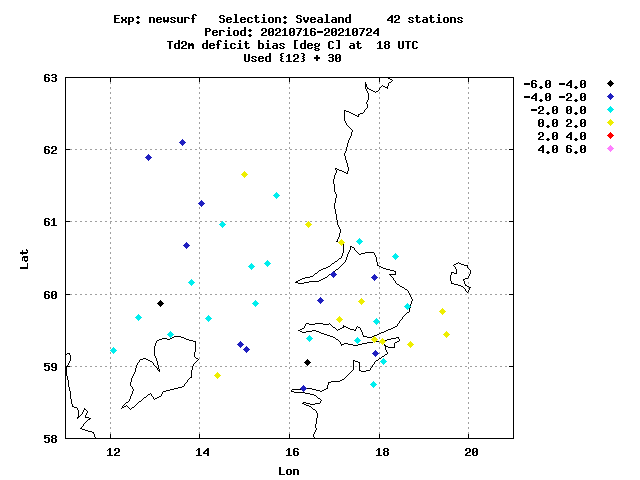 Exp: newsurf Selection: Svealand 42 stations
Period: 20210716-20210724
Td2m deficit bias [deg C] at 18 UTC
Used {12} + 30
-6.0 -4.0
-4.0 -2.0
-2.0 0.0
0.0 2.0
2.0 4.0
4.0 6.0
63
62
61
60
59
58
Lat
12 14 16 18 20
Lon